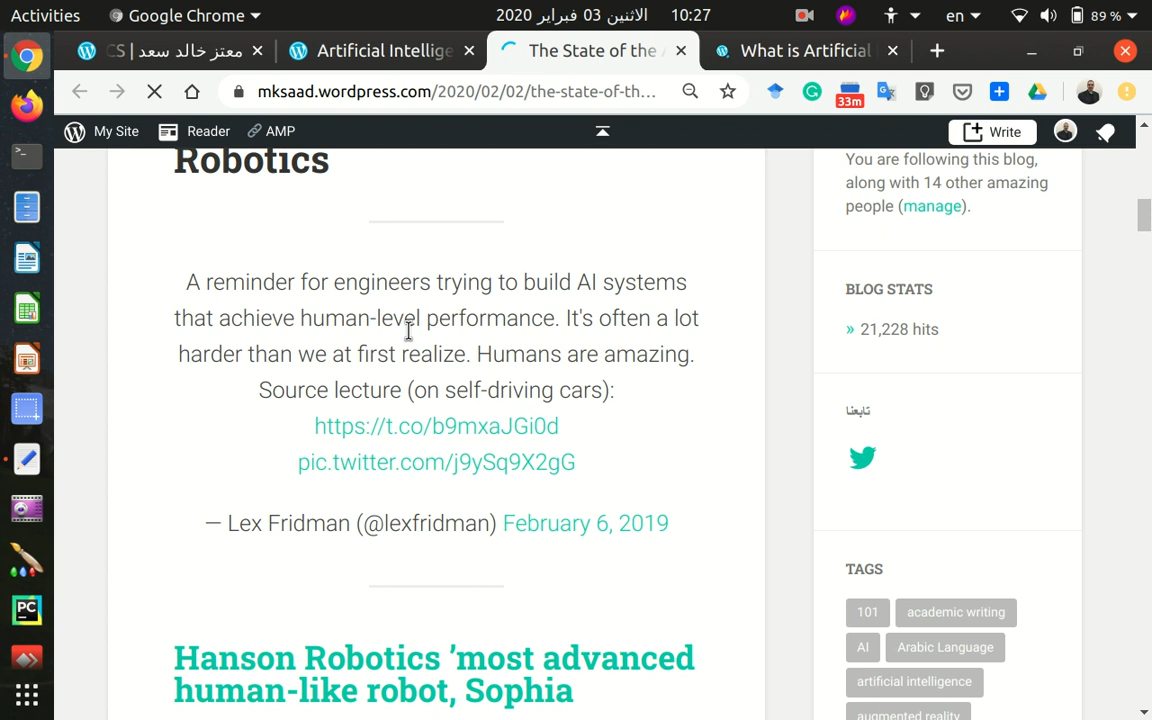 Activities
Google Chrome
الاثنين 03 فبراير 2020
10:27
en
89 %
معتز خالد سعد | CS
Artificial Intellige
The State of the A
What is Artificial
mksaad.wordpress.com/2020/02/02/the-state-of-th...
33m
My Site
Reader
AMP
Write
Robotics
A reminder for engineers trying to build AI systems
that achieve human-level performance. It's often a lot
harder than we at first realize. Humans are amazing.
Source lecture (on self-driving cars):
https://t.co/b9mxaJGi0d
pic.twitter.com/j9ySq9X2gG
— Lex Fridman (@lexfridman) February 6, 2019
Hanson Robotics ’most advanced
human-like robot, Sophia
You are following this blog,
along with 14 other amazing
people (manage).
BLOG STATS
» 21,228 hits
تابعنا
TAGS
101
academic writing
AI
Arabic Language
artificial intelligence
augmented reality
PC